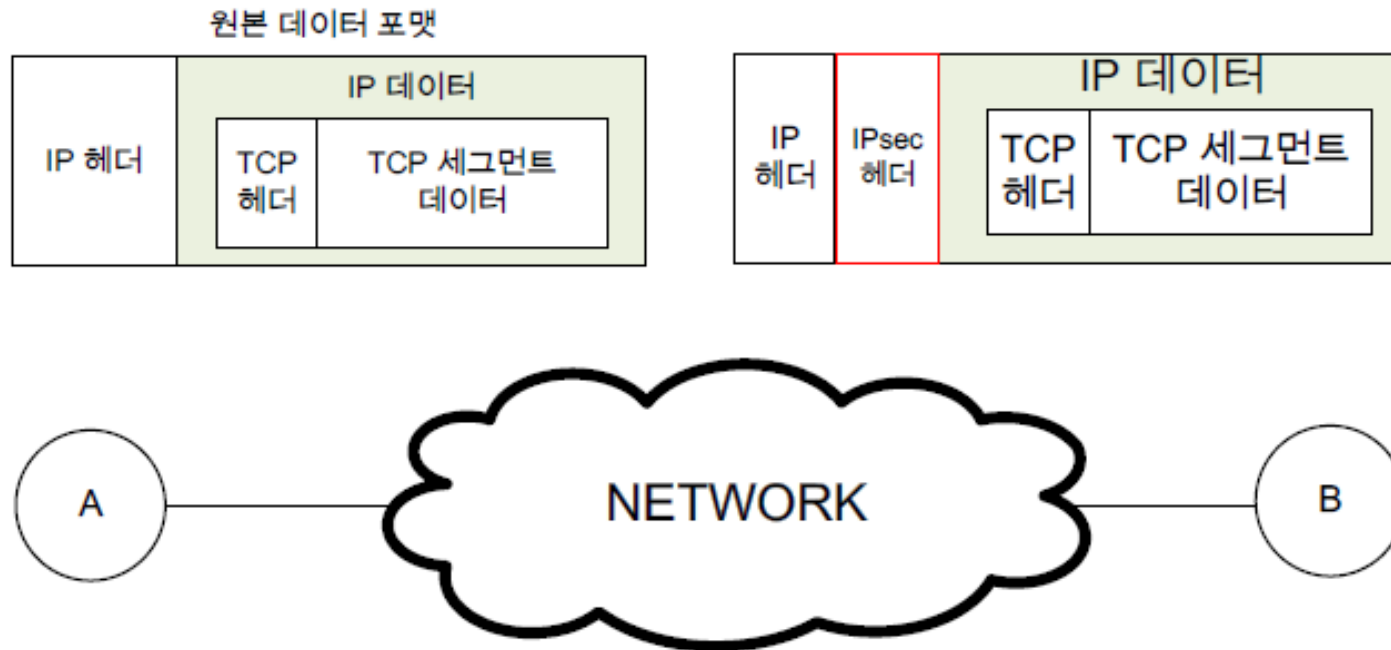 원본 데이터 포맷
IP 헤더
IP 데이터
TCP
헤더
TCP 세그먼트
데이터
IP
헤더
IPsec
헤더
IP 데이터
TCP
헤더
TCP 세그먼트
데이터
A
NETWORK
B